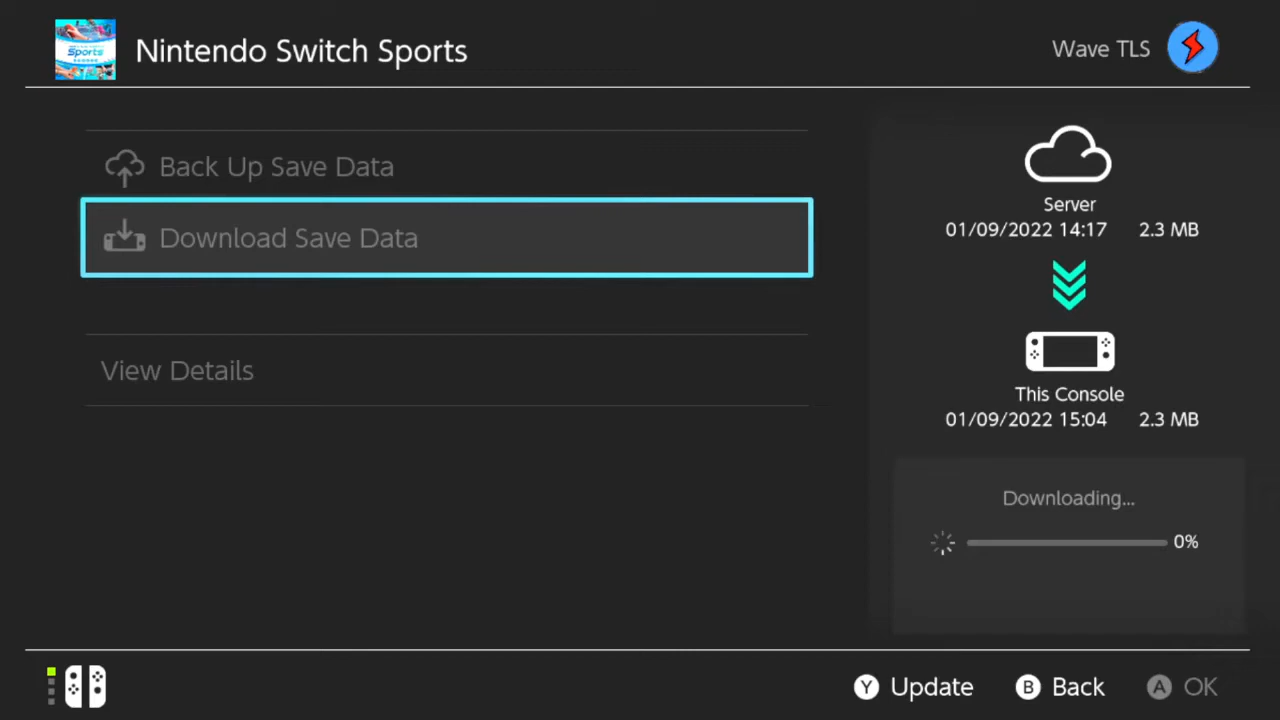 Sports
Nintendo Switch Sports
Wave TLS
Back Up Save Data
Download Save Data
View Details
Server
01/09/2022 14:17 2.3 MB
This Console
01/09/2022 15:04 2.3 MB
Downloading...
0%
Y Update
B Back
A OK